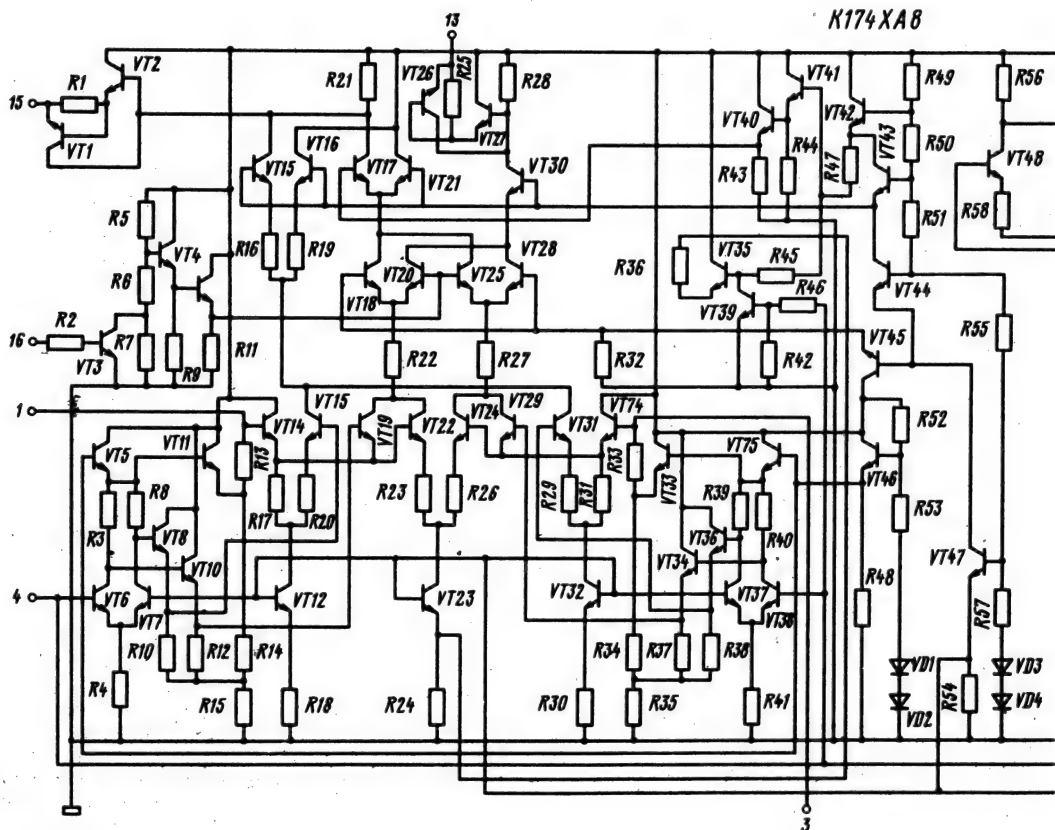 К174ХА8
13
VT2
R1
15
VT1
R21
VT26
R25
R28
VT27
VT41
VT40
VT42
R49
R56
R44
R47
VT43
R50
VT48
R43
VT15
VT16
VT17
VT21
VT30
R5
R16
R19
VT4
R51
R58
R6
VT20
VT25
VT28
VT18
R36
VT35
R45
R46
VT44
VT39
R2
16
VT3
R7
R9
R11
R22
R27
R32
R42
VT45
R55
1
VT15
VT14
VT19
VT22
VT24
VT29
VT31
VT74
R52
VT5
VT11
R13
R33
VT33
VT75
VT46
R3
R8
R17
R20
R23
R26
R29
R31
R39
R40
R53
VT8
VT10
VT36
VT34
VT47
4
VT6
VT7
VT12
VT23
VT32
VT37
VT38
R48
R57
R10
R12
R14
R34
R37
R38
R4
R15
R18
R24
R30
R35
R41
VD1
VD2
R54
VD3
VD4
3